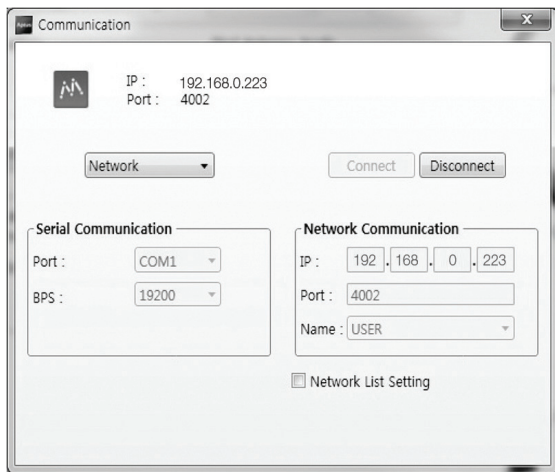 Communication
X
IP : 192.168.0.223
Port : 4002
Network
Connect Disconnect
Serial Communication
Port : COM1
BPS : 19200
Network Communication
IP : 192 . 168 . 0 . 223
Port : 4002
Name : USER
Network List Setting